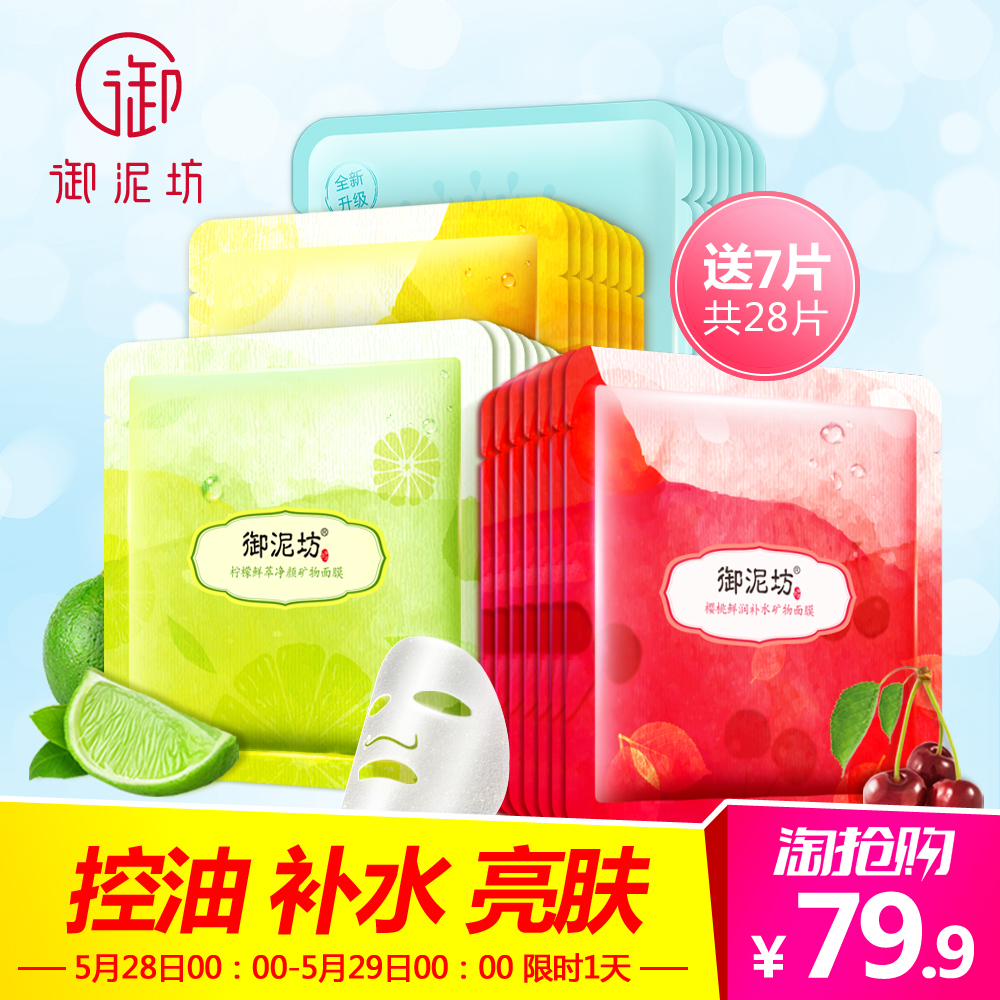 御
御泥坊
全新
升级
送7片
共28片
御泥坊®
柠檬鲜萃净颜矿物面膜
御泥坊®
樱桃鲜润补水矿物面膜
控油 补水 亮肤
5月28日00：00-5月29日00：00 限时1天
淘抢购
¥79.9